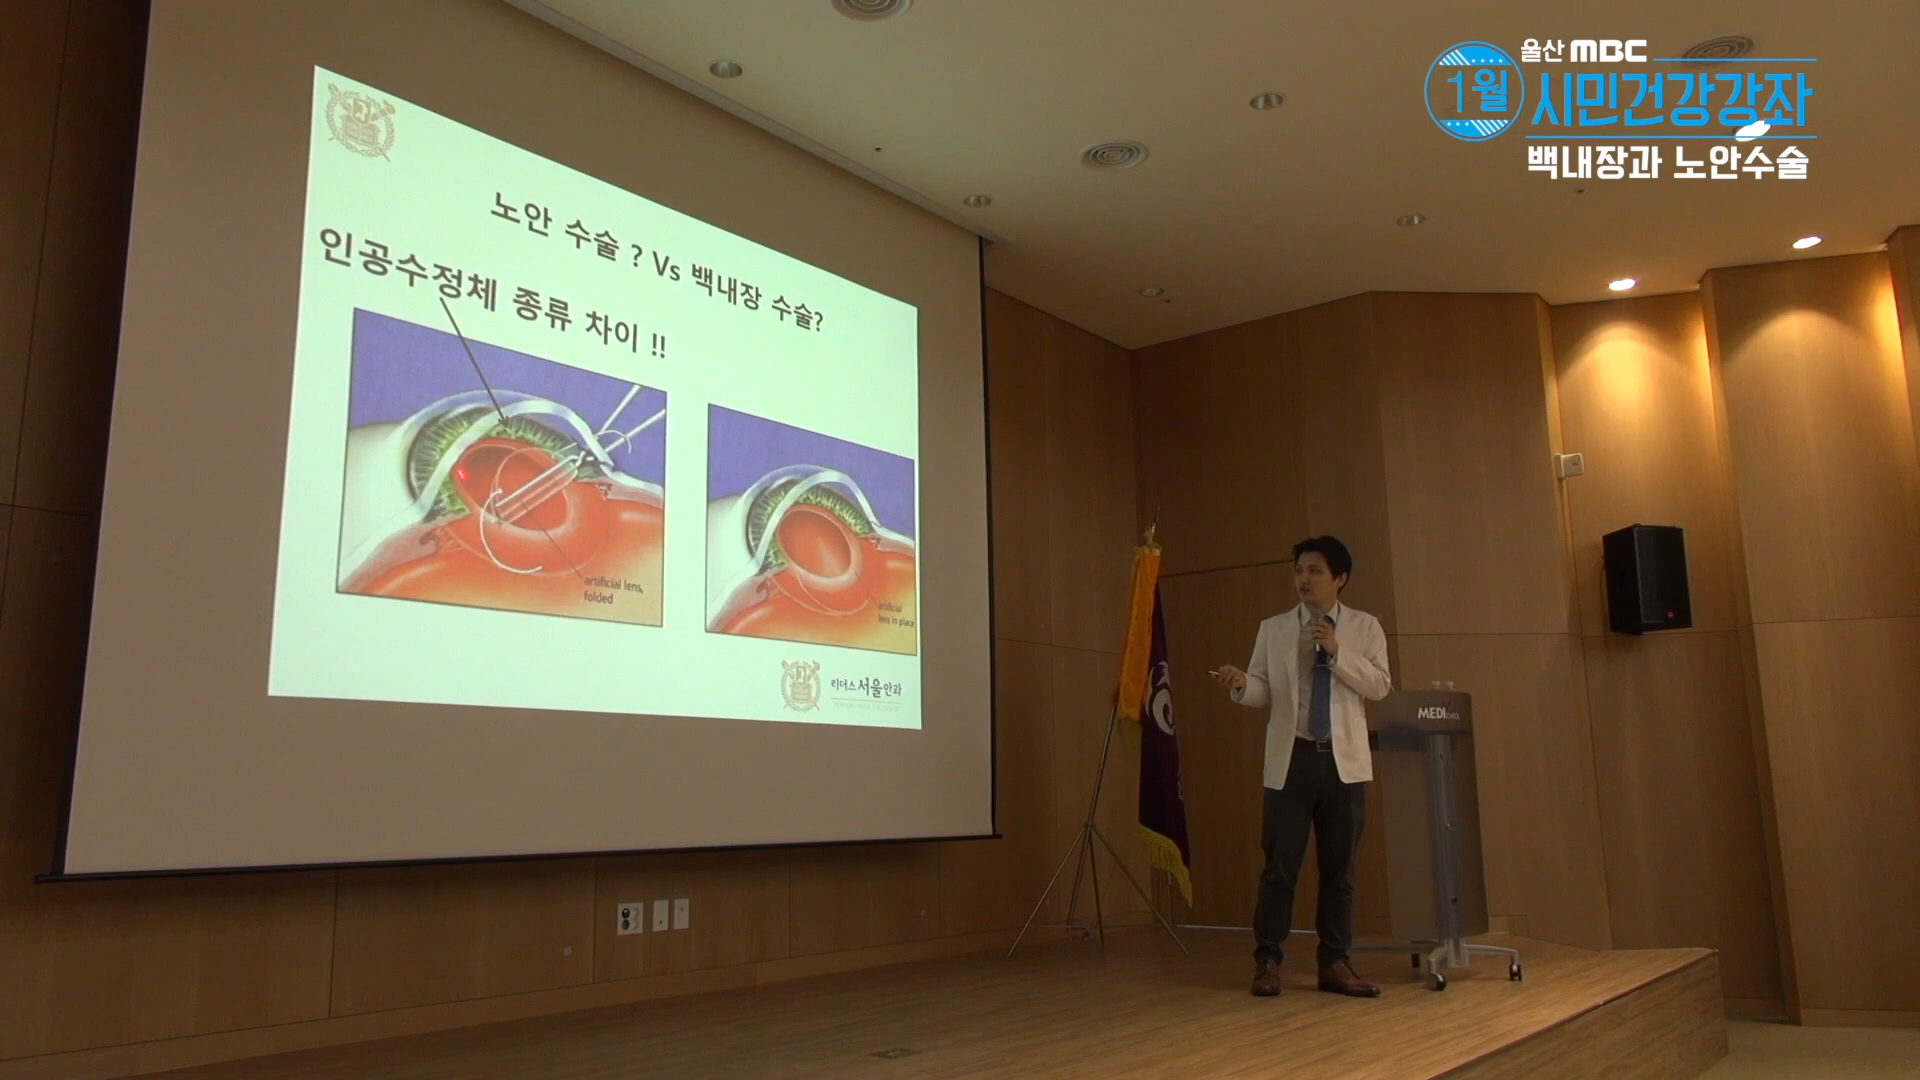 울산 MBC
1월
시민건강강좌
백내장과 노안수술
노안 수술 ? Vs 백내장 수술?
인공수정체 종류 차이 !!
artificial lens,
folded
artificial
lens in place
리더스서울안과
MEDI